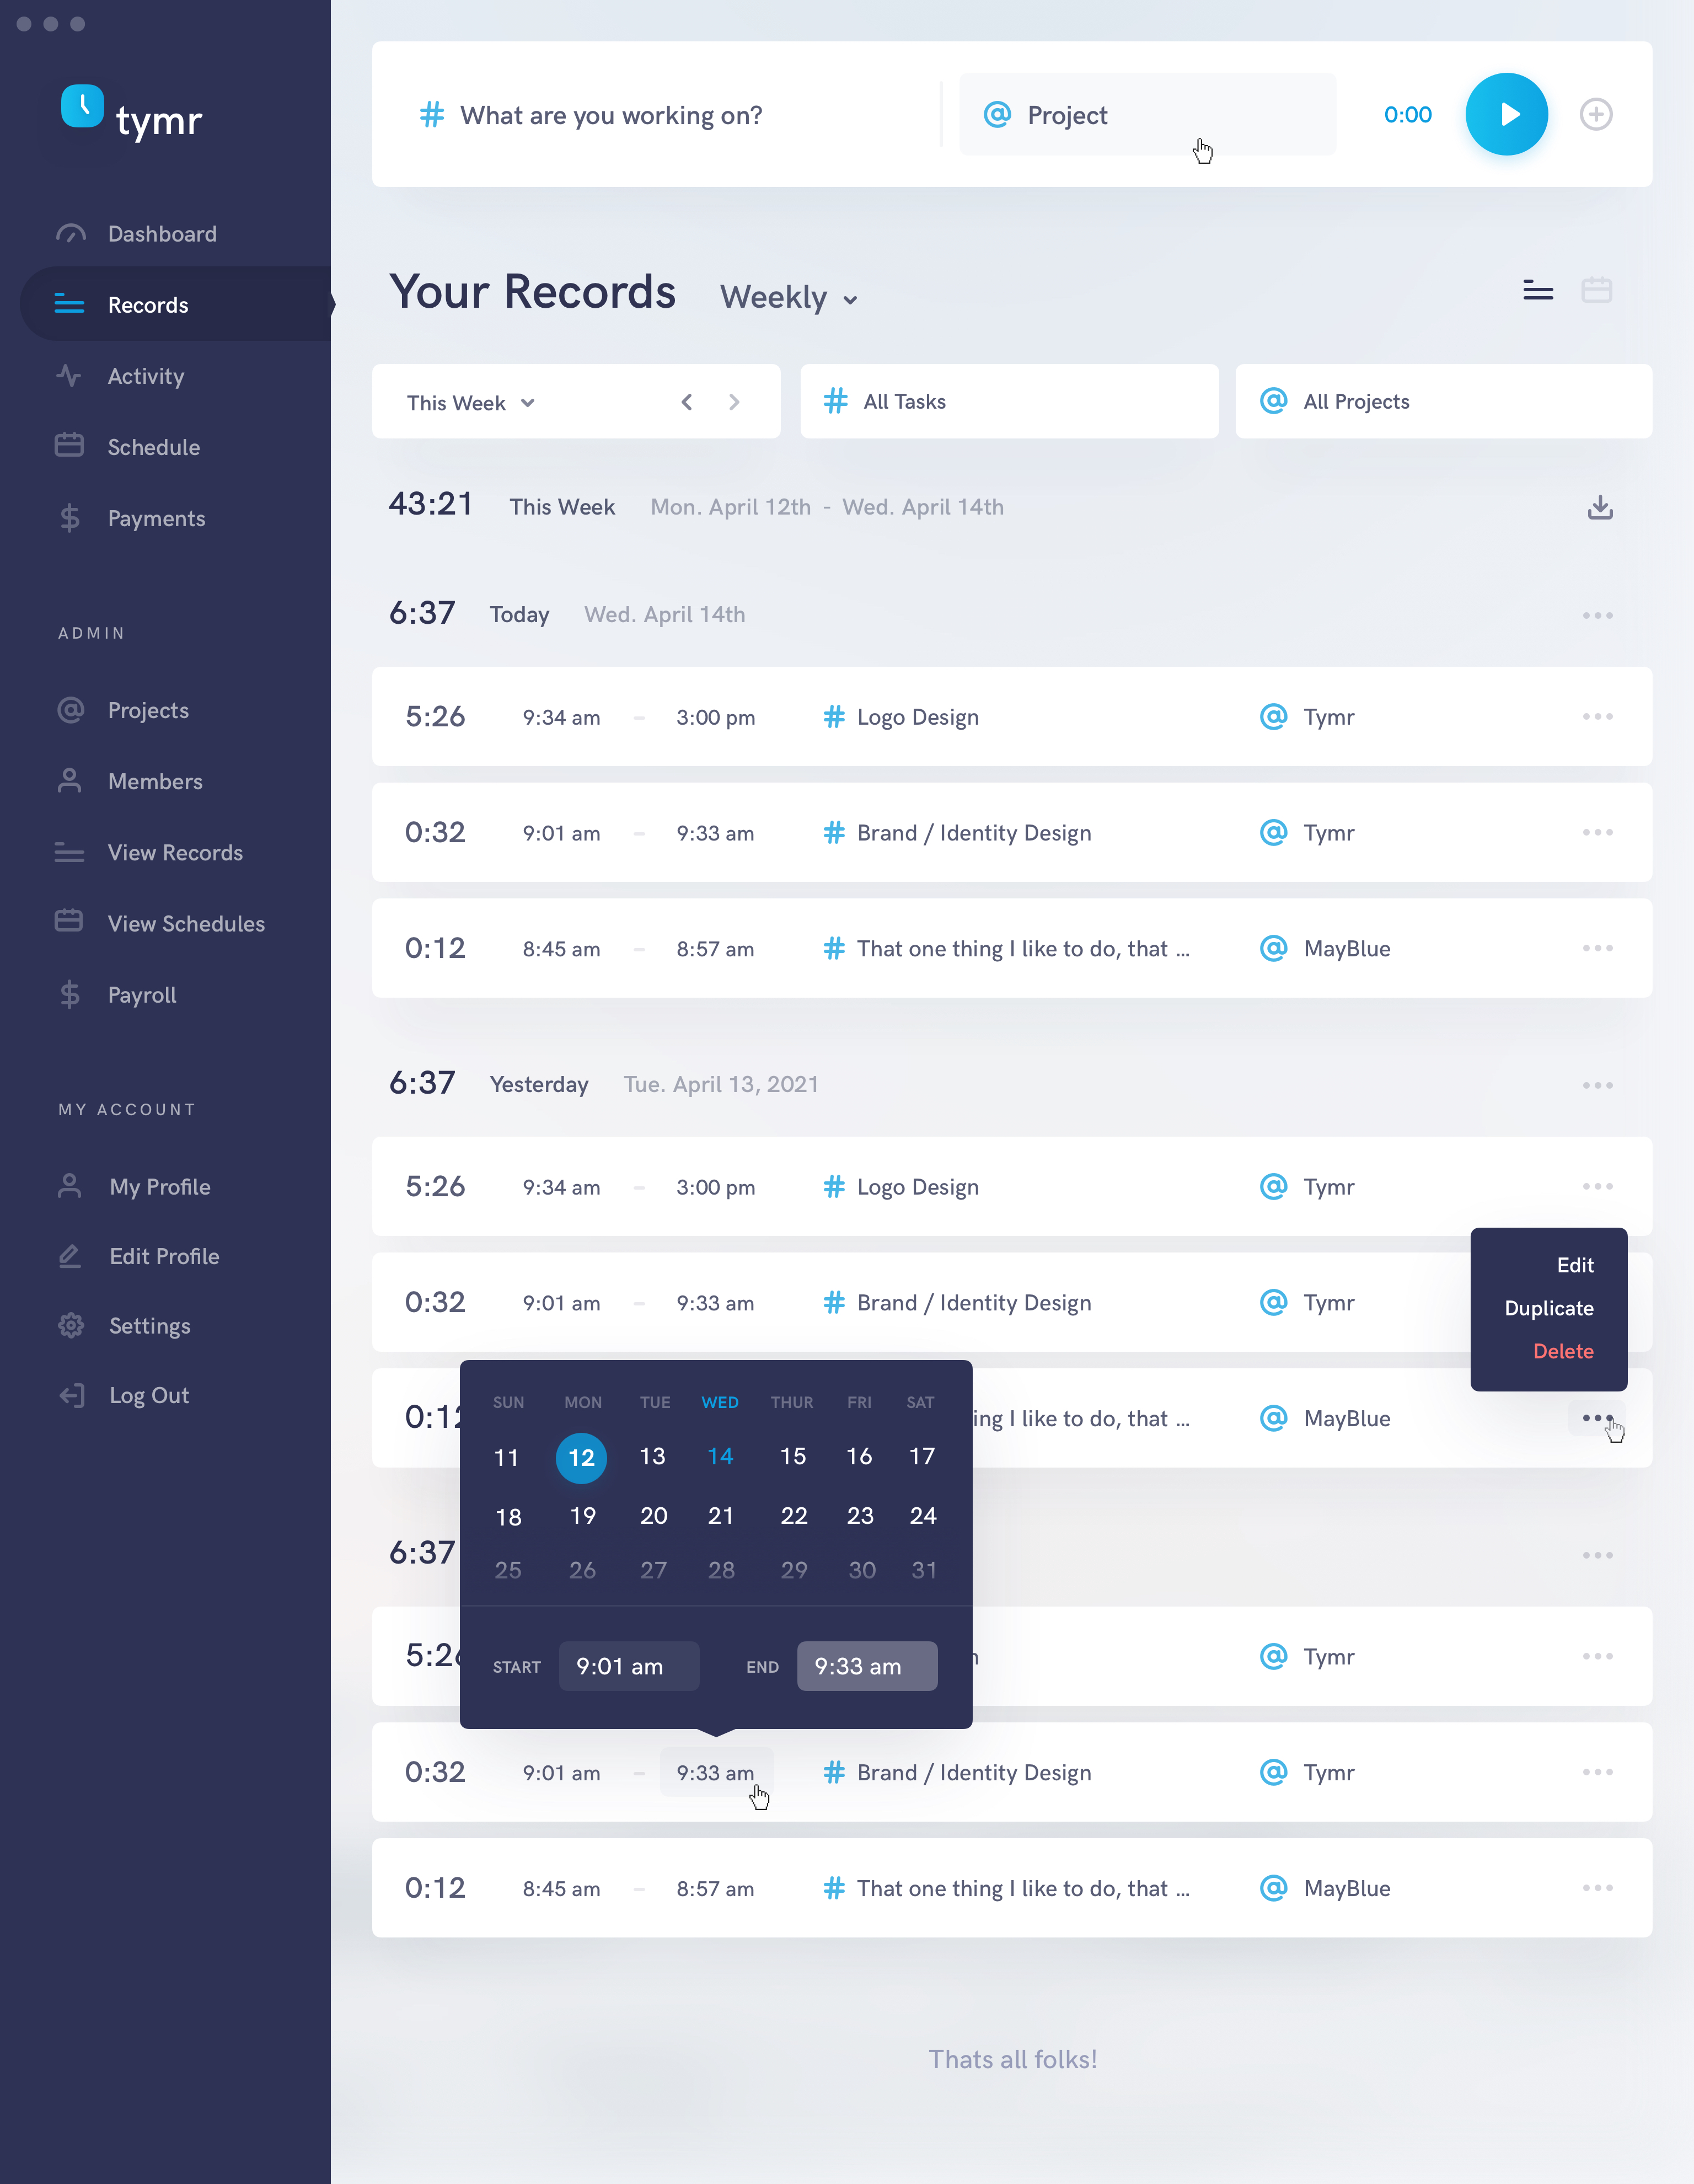 tymr
Dashboard
Records
Activity
Schedule
Payments
ADMIN
Projects
Members
View Records
View Schedules
Payroll
MY ACCOUNT
My Profile
Edit Profile
Settings
Log Out
# What are you working on?
@ Project
0:00
Your Records Weekly
This Week
# All Tasks
@ All Projects
43:21 This Week Mon. April 12th - Wed. April 14th
6:37 Today Wed. April 14th
5:26 9:34 am – 3:00 pm # Logo Design @ Tymr
0:32 9:01 am – 9:33 am # Brand / Identity Design @ Tymr
0:12 8:45 am – 8:57 am # That one thing I like to do, that ... @ MayBlue
6:37 Yesterday Tue. April 13, 2021
5:26 9:34 am – 3:00 pm # Logo Design @ Tymr
0:32 9:01 am – 9:33 am # Brand / Identity Design @ Tymr
Edit
Duplicate
Delete
0:12 ing I like to do, that ... @ MayBlue
SUN MON TUE WED THUR FRI SAT
11 12 13 14 15 16 17
18 19 20 21 22 23 24
25 26 27 28 29 30 31
START 9:01 am END 9:33 am
6:37
5:26 @ Tymr
0:32 9:01 am – 9:33 am # Brand / Identity Design @ Tymr
0:12 8:45 am – 8:57 am # That one thing I like to do, that ... @ MayBlue
Thats all folks!